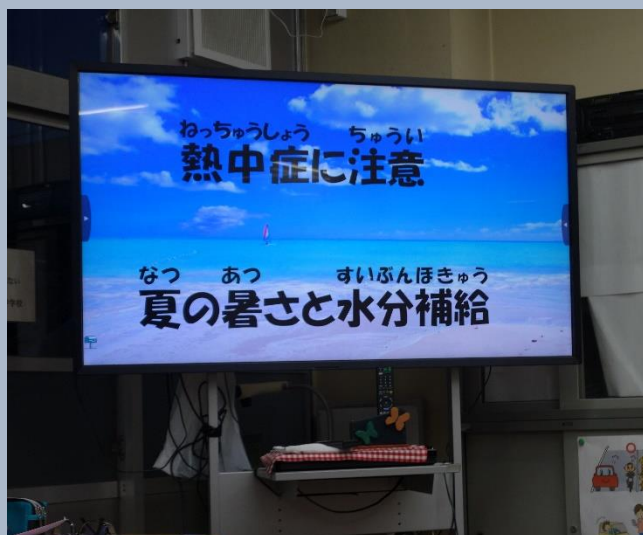 ねっちゅうしょう ちゅうい
熱中症に注意
なつ あつ すいぶんほきゅう
夏の暑さと水分補給